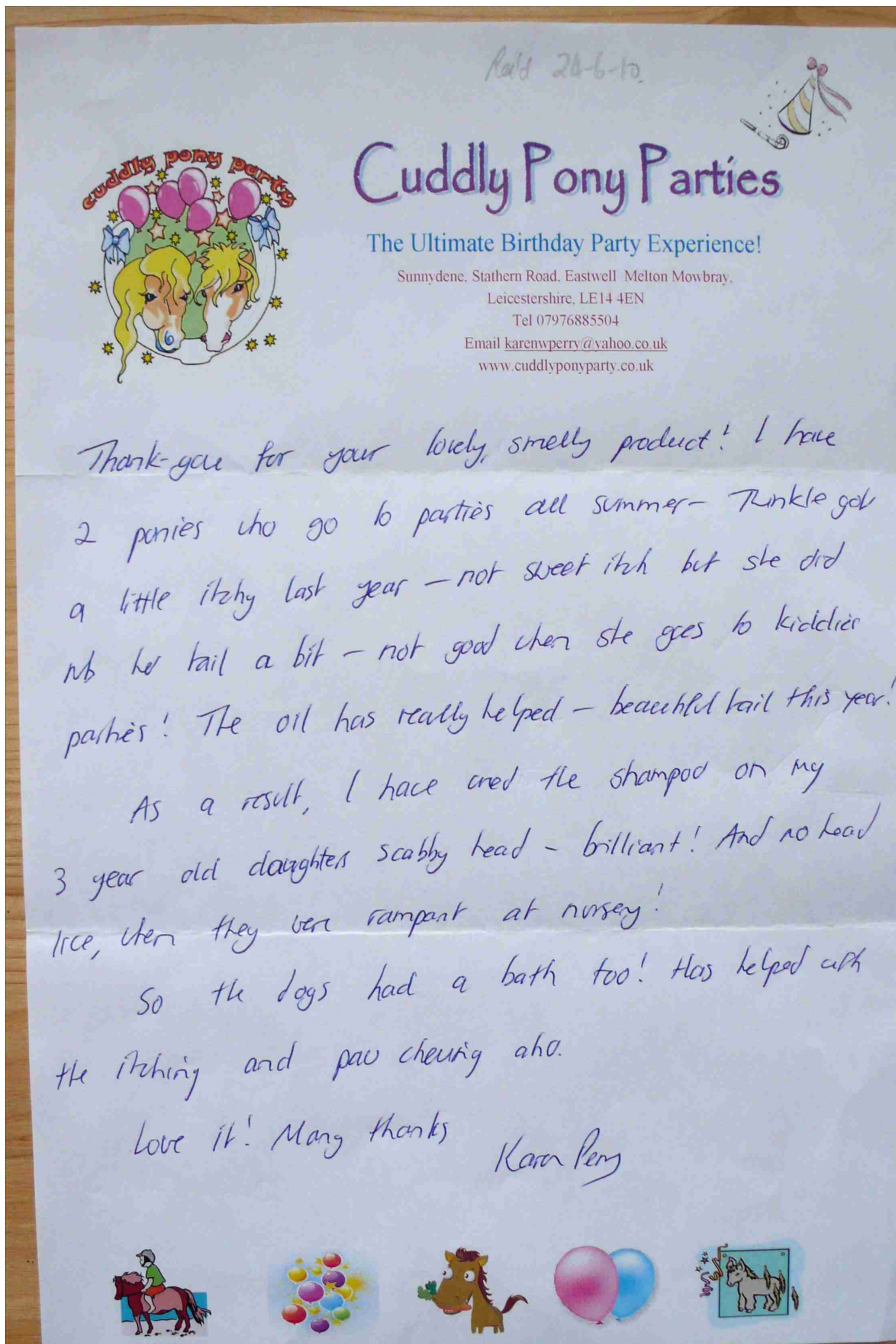 Rec'd 24-6-10.
cuddly pony party
Cuddly Pony Parties
The Ultimate Birthday Party Experience!
Sunnydene, Stathern Road, Eastwell Melton Mowbray,
Leicestershire, LE14 4EN
Tel 07976885504
Email karenwperry@yahoo.co.uk
www.cuddlyponyparty.co.uk
Thank-you for your lovely, smelly product! I have
2 ponies who go to parties all summer - Twinkle got
a little itchy last year - not sweet itch but she did
rub her tail a bit - not good when she goes to kiddies
parties! The oil has really helped - beautiful tail this year!
As a result, I have used the shampoo on my
3 year old daughters scabby head - brilliant! And no head
lice, when they were rampant at nursery!
So the dogs had a bath too! Has helped with
the itching and paw chewing also.
Love it! Many thanks
Karen Perry